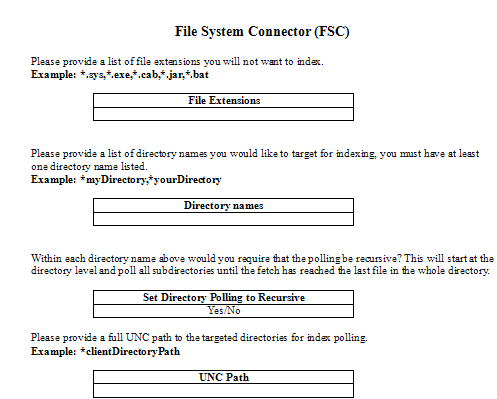 File System Connector (FSC)
Please provide a list of file extensions you will not want to index.
Example: *.sys,*.exe,*.cab,*.jar,*.bat
File Extensions
Please provide a list of directory names you would like to target for indexing, you must have at least
one directory name listed.
Example: *myDirectory,*yourDirectory
Directory names
Within each directory name above would you require that the polling be recursive? This will start at the
directory level and poll all subdirectories until the fetch has reached the last file in the whole directory.
Set Directory Polling to Recursive
Yes/No
Please provide a full UNC path to the targeted directories for index polling.
Example: *clientDirectoryPath
UNC Path